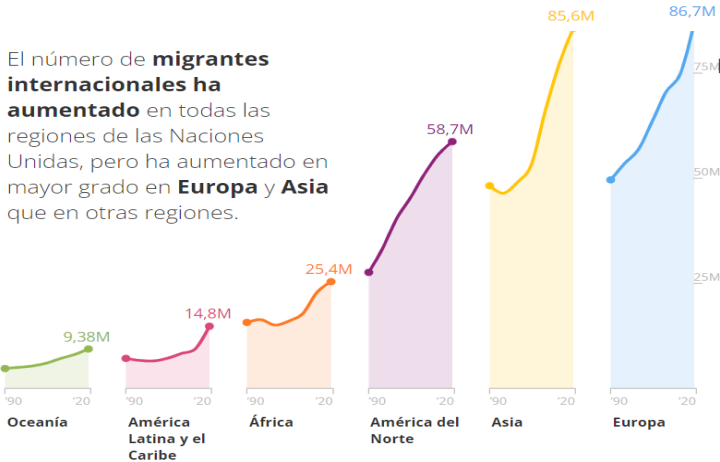 El número de migrantes
internacionales ha
aumentado en todas las
regiones de las Naciones
Unidas, pero ha aumentado en
mayor grado en Europa y Asia
que en otras regiones.
9,38M
14,8M
25,4M
58,7M
85,6M
86,7M
75M
50M
25M
'90 '20
'90 '20
'90 '20
'90 '20
'90 '20
'90 '20
Oceanía
América
Latina y el
Caribe
África
América del
Norte
Asia
Europa